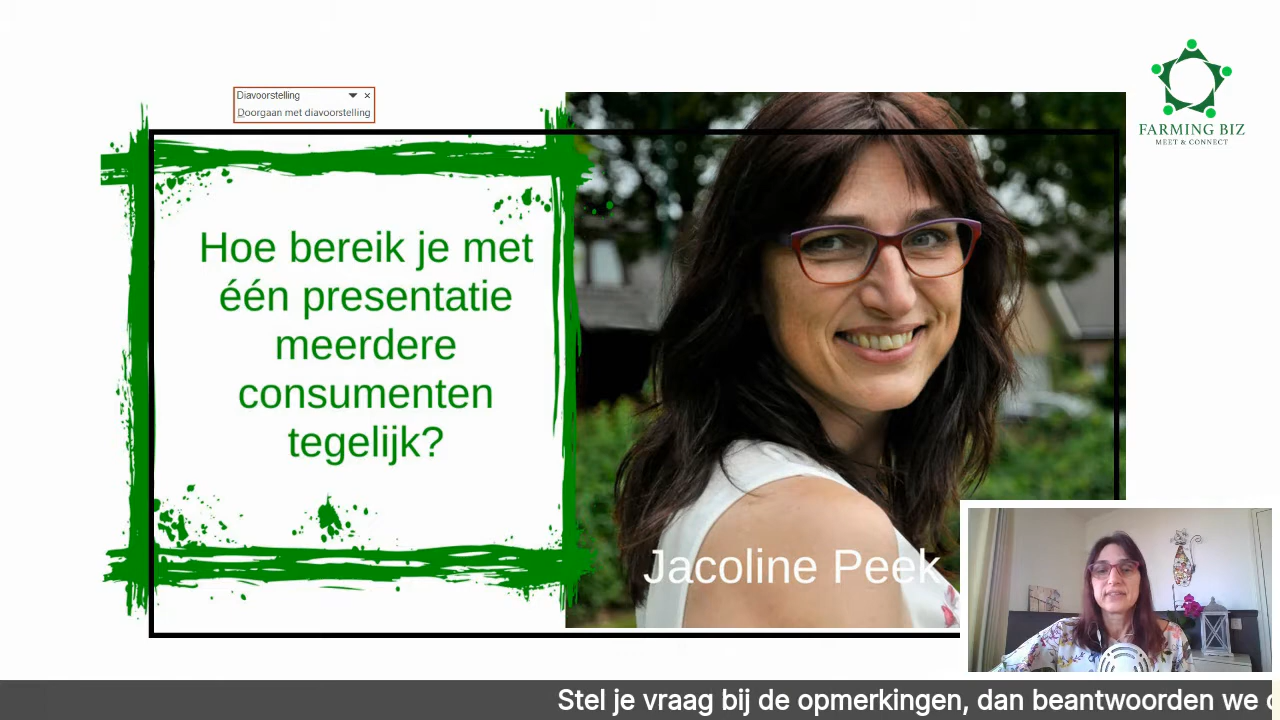 Diavoorstelling
Doorgaan met diavoorstelling
FARMING BIZ
MEET & CONNECT
Hoe bereik je met
één presentatie
meerdere
consumenten
tegelijk?
Jacoline Peek
Stel je vraag bij de opmerkingen, dan beantwoorden we